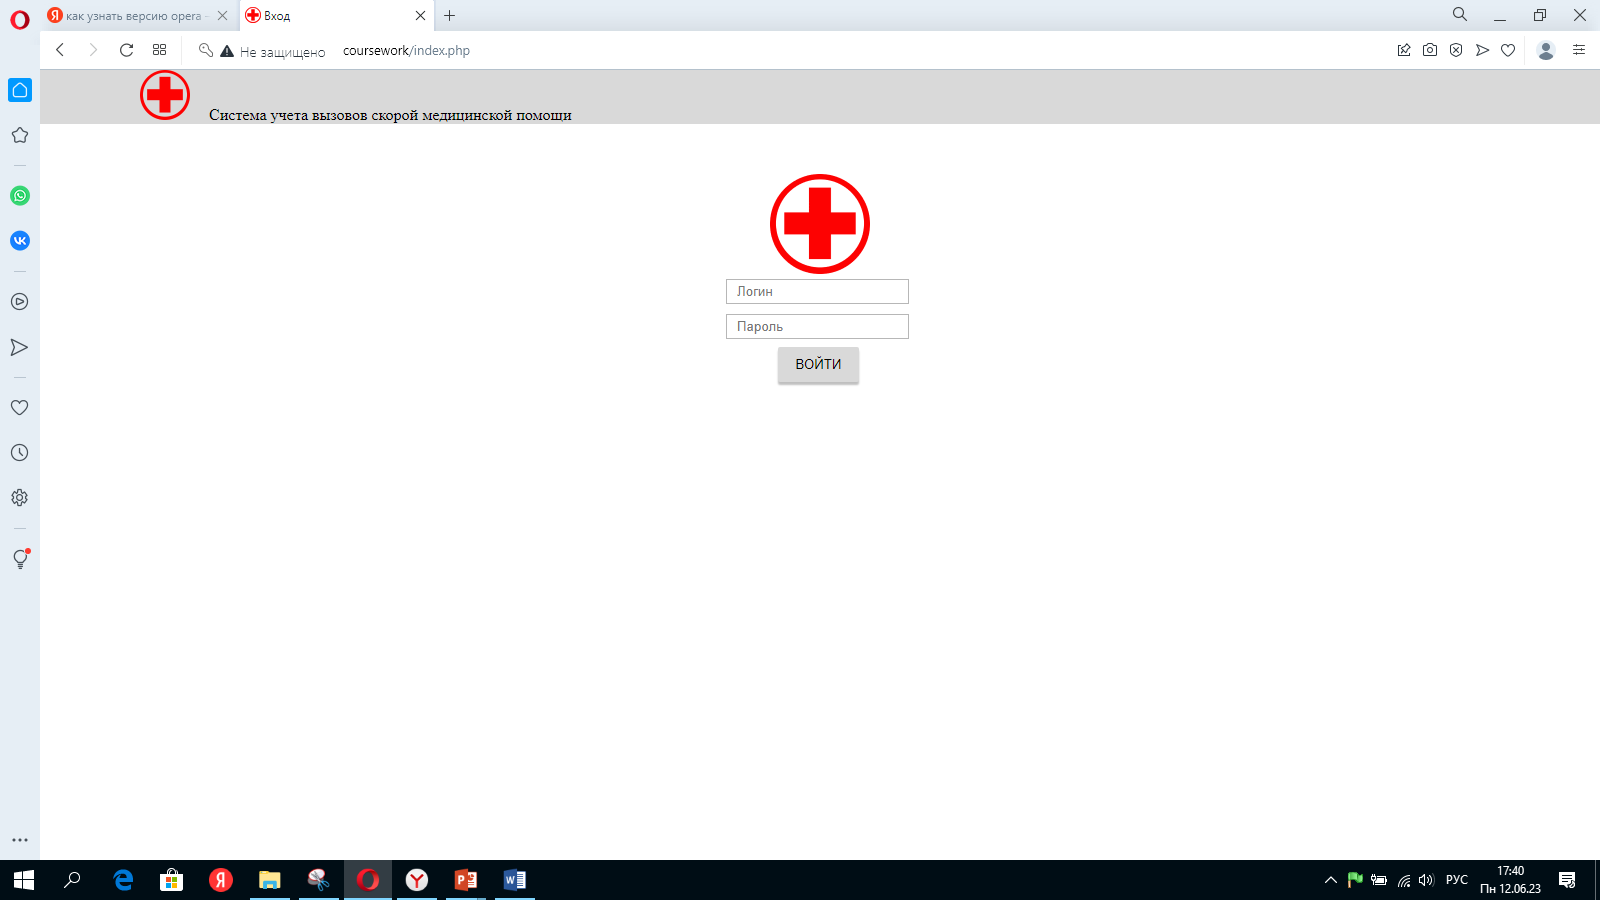 как узнать версию opera
Вход
Не защищено
coursework/index.php
Система учета вызовов скорой медицинской помощи
Логин
Пароль
ВОЙТИ
РУС
17:40
Пн 12.06.23